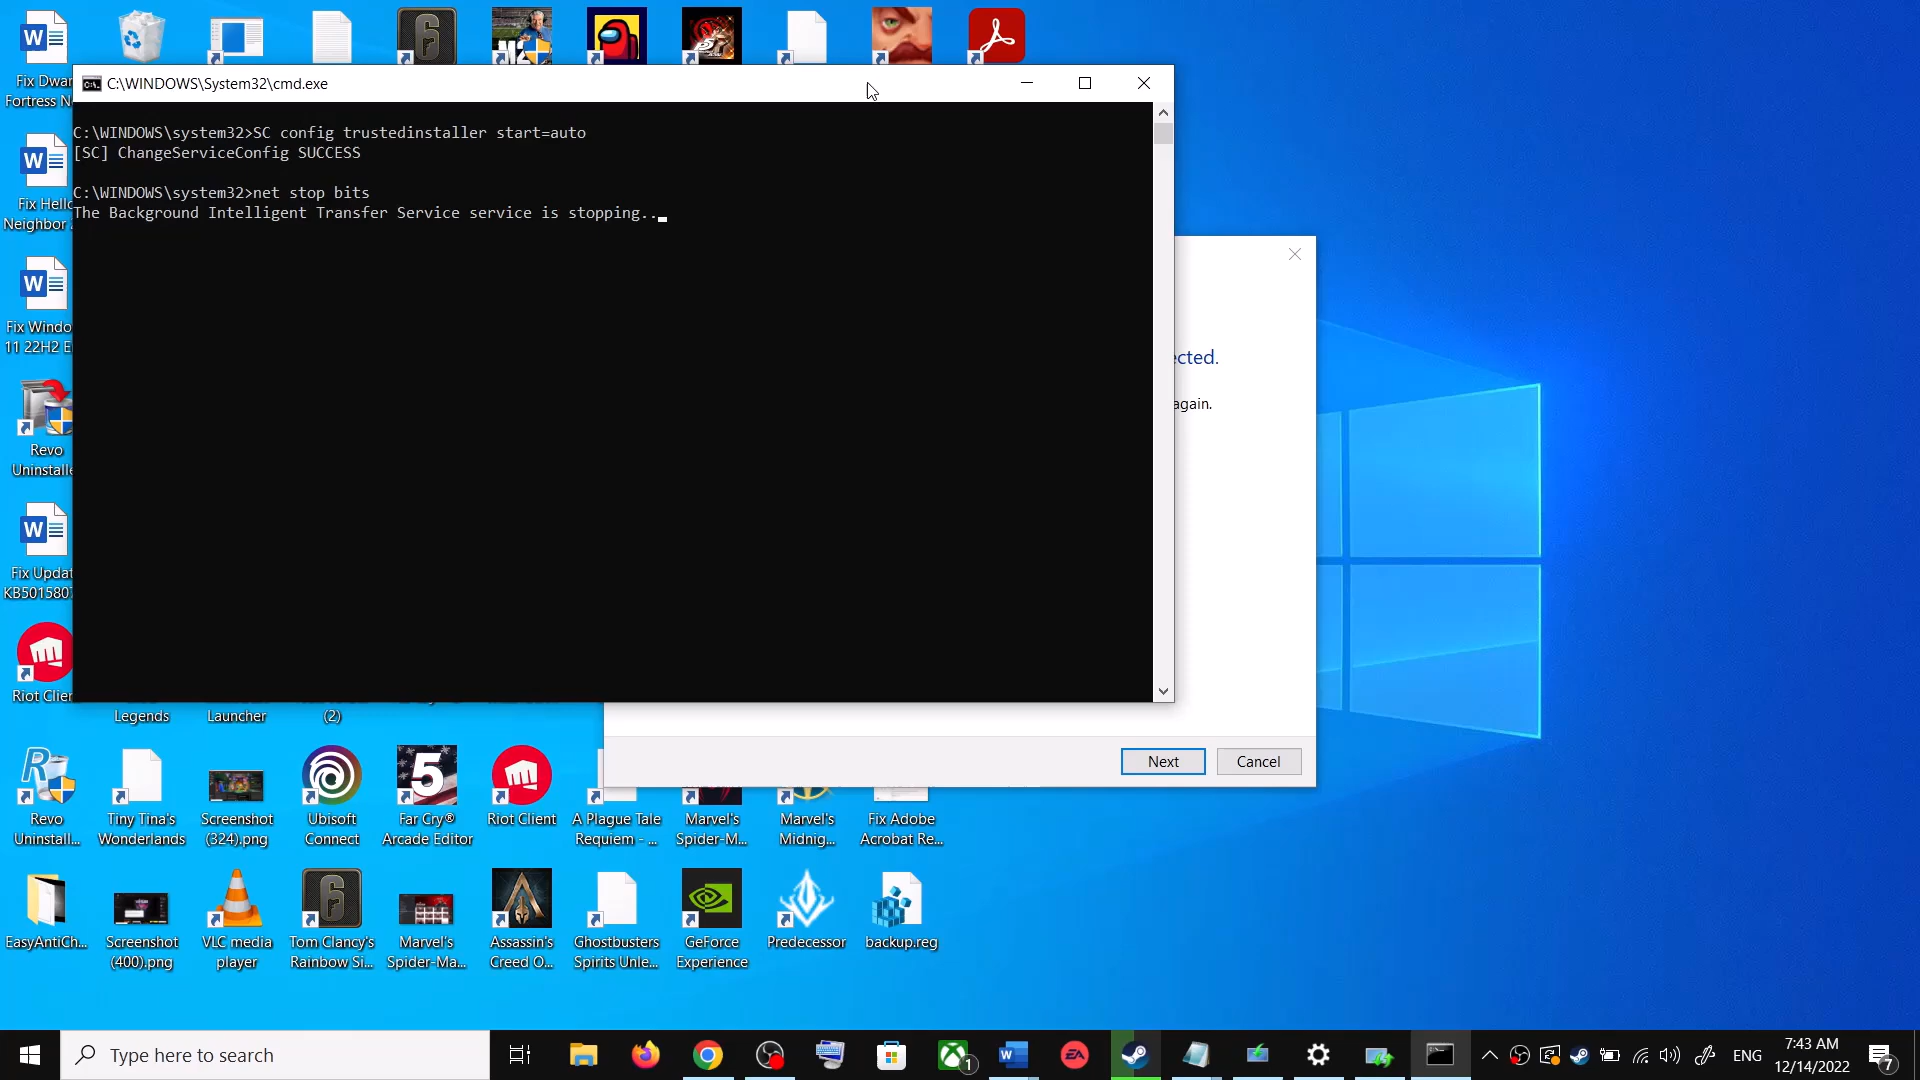 C:\WINDOWS\System32\cmd.exe
C:\WINDOWS\system32>SC config trustedinstaller start=auto
[SC] ChangeServiceConfig SUCCESS
C:\WINDOWS\system32>net stop bits
The Background Intelligent Transfer Service service is stopping..
ected.
again.
Next
Cancel
Fix Dwar
Fortress N
Fix Hello
Neighbor
Fix Windo
11 22H2 E
Revo
Uninstalle
Fix Updat
KB5015807
Riot Clien
Legends
Launcher
(2)
Revo
Uninstall...
Tiny Tina's
Wonderlands
Screenshot
(324).png
Ubisoft
Connect
Far Cry®
Arcade Editor
Riot Client
A Plague Tale
Requiem - ...
Marvel's
Spider-M...
Marvel's
Midnig...
Fix Adobe
Acrobat Re...
EasyAntiCh...
Screenshot
(400).png
VLC media
player
Tom Clancy's
Rainbow Si...
Marvel's
Spider-Ma...
Assassin's
Creed O...
Ghostbusters
Spirits Unle...
GeForce
Experience
Predecessor
backup.reg
Type here to search
1
ENG
7:43 AM
12/14/2022
7